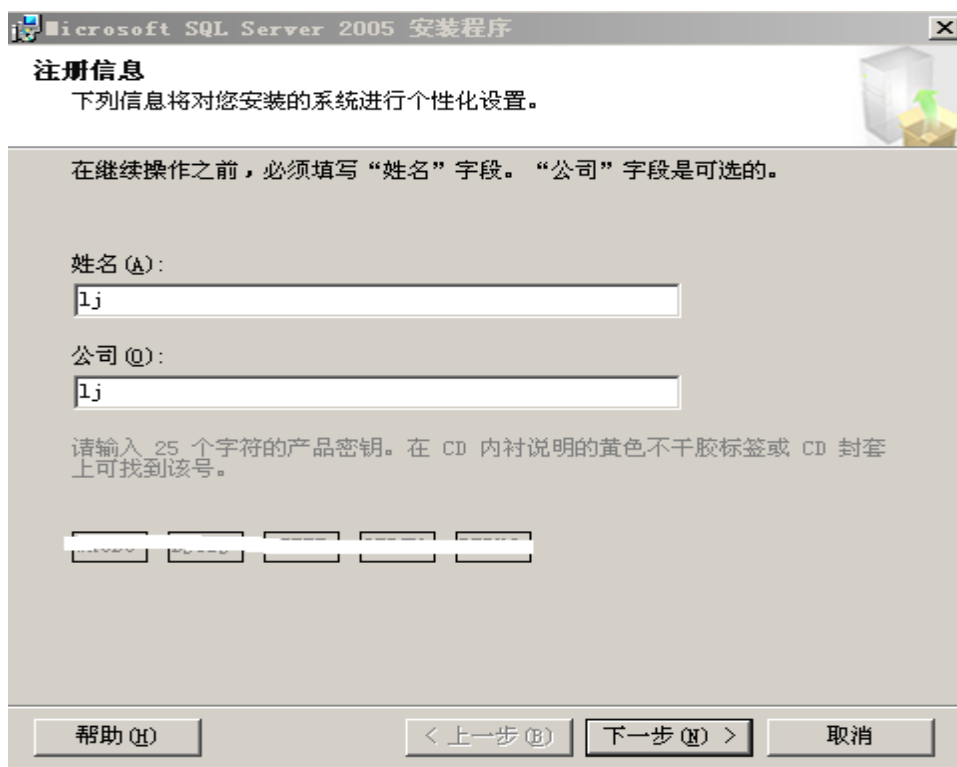 Microsoft SQL Server 2005 安装程序
注册信息
下列信息将对您安装的系统进行个性化设置。
在继续操作之前，必须填写“姓名”字段。“公司”字段是可选的。
姓名(A):
lj
公司(O):
lj
请输入 25 个字符的产品密钥。在 CD 内衬说明的黄色不干胶标签或 CD 封套
上可找到该号。
帮助(H)
< 上一步(B)
下一步(N) >
取消